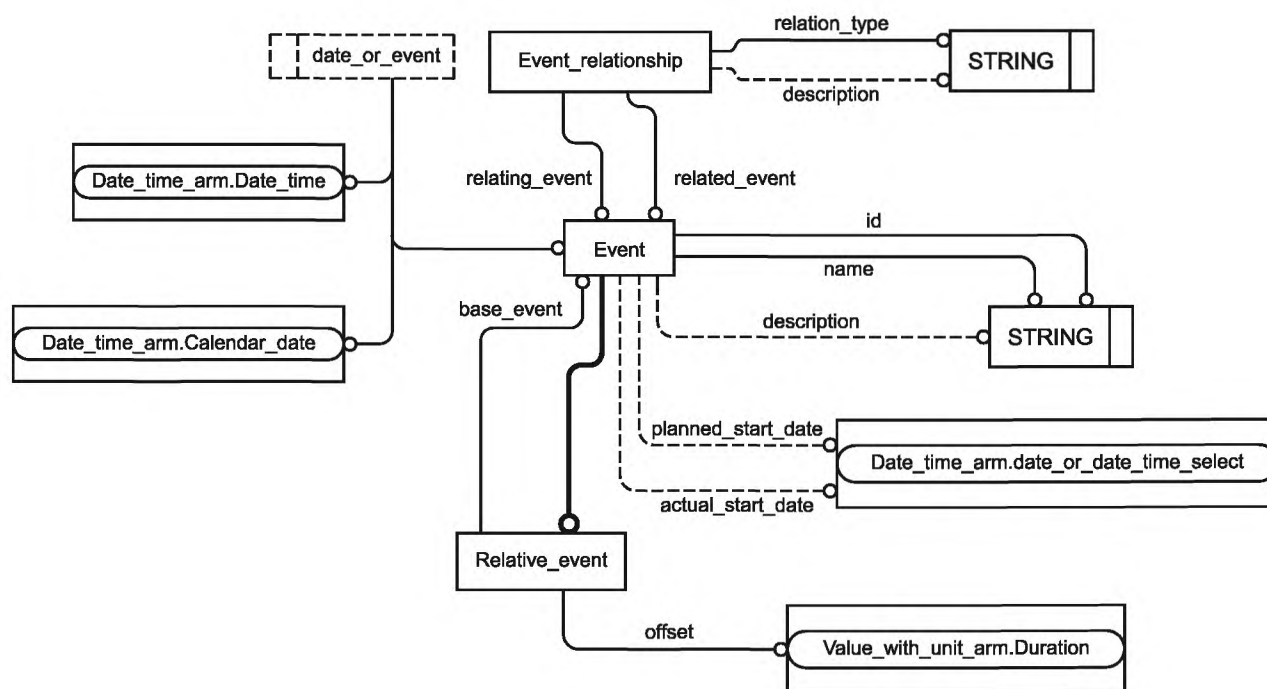 relation_type
date_or_event
Event_relationship
STRING
description
Date_time_arm.Date_time
relating_event
related_event
id
Event
name
base_event
description
STRING
Date_time_arm.Calendar_date
planned_start_date
Date_time_arm.date_or_date_time_select
actual_start_date
Relative_event
offset
Value_with_unit_arm.Duration